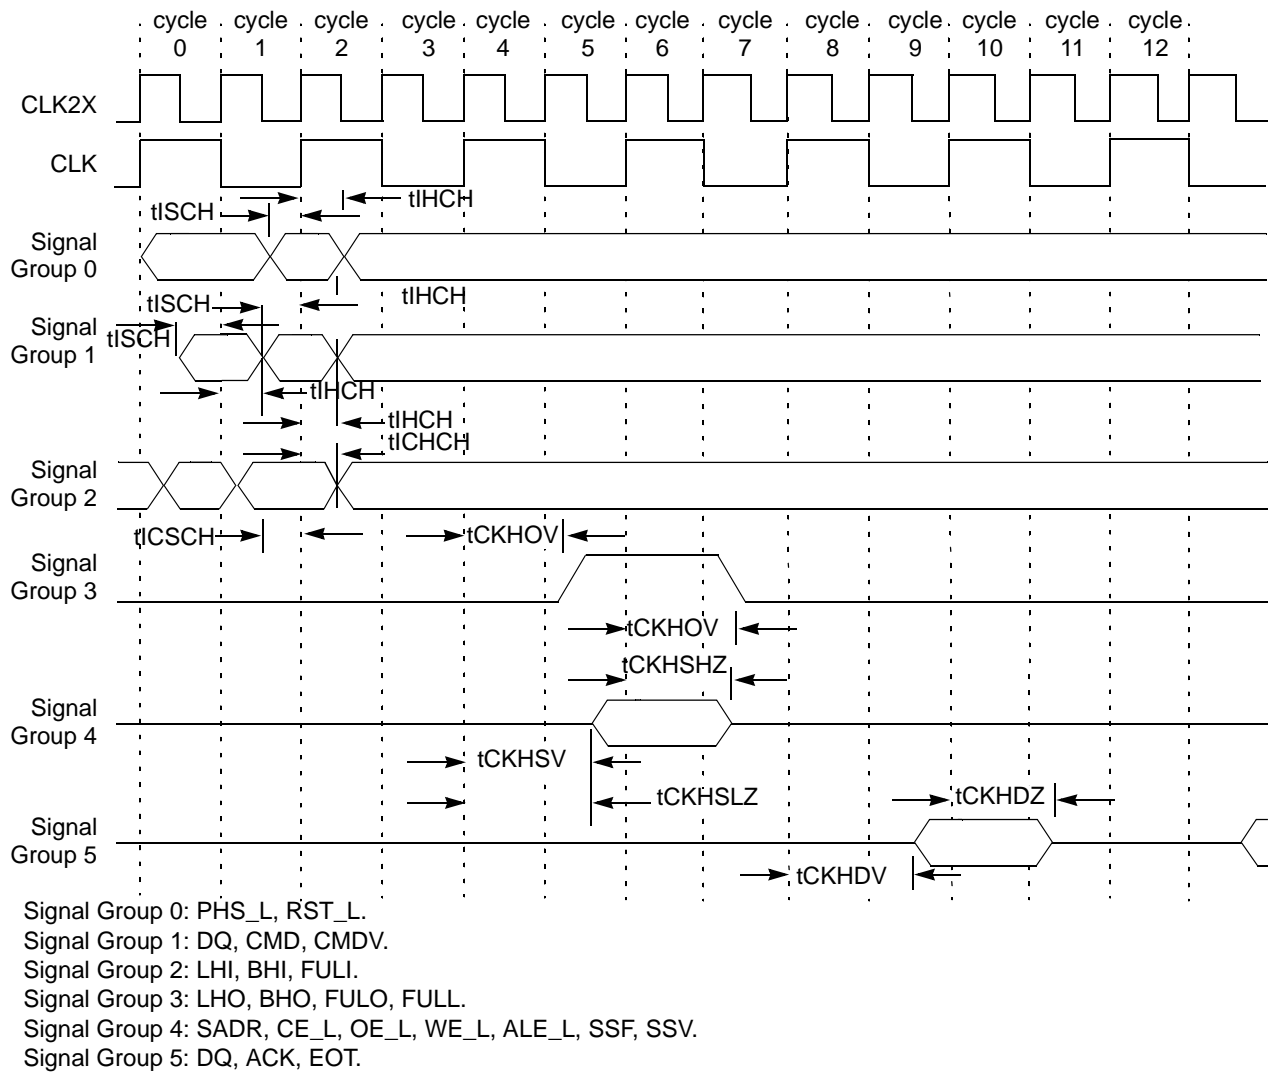 cycle cycle cycle cycle cycle cycle cycle cycle cycle cycle cycle cycle cycle
0 1 2 3 4 5 6 7 8 9 10 11 12
CLK2X
CLK
tIHCH
tISCH
Signal
Group 0
tIHCH
tISCH
Signal
Group 1
tISCH
tIHCH
tIHCH
tICHCH
Signal
Group 2
tICSCH
tCKHOV
Signal
Group 3
tCKHOV
tCKHSHZ
Signal
Group 4
tCKHSV
tCKHSLZ
tCKHDZ
Signal
Group 5
tCKHDV
Signal Group 0: PHS_L, RST_L.
Signal Group 1: DQ, CMD, CMDV.
Signal Group 2: LHI, BHI, FULI.
Signal Group 3: LHO, BHO, FULO, FULL.
Signal Group 4: SADR, CE_L, OE_L, WE_L, ALE_L, SSF, SSV.
Signal Group 5: DQ, ACK, EOT.